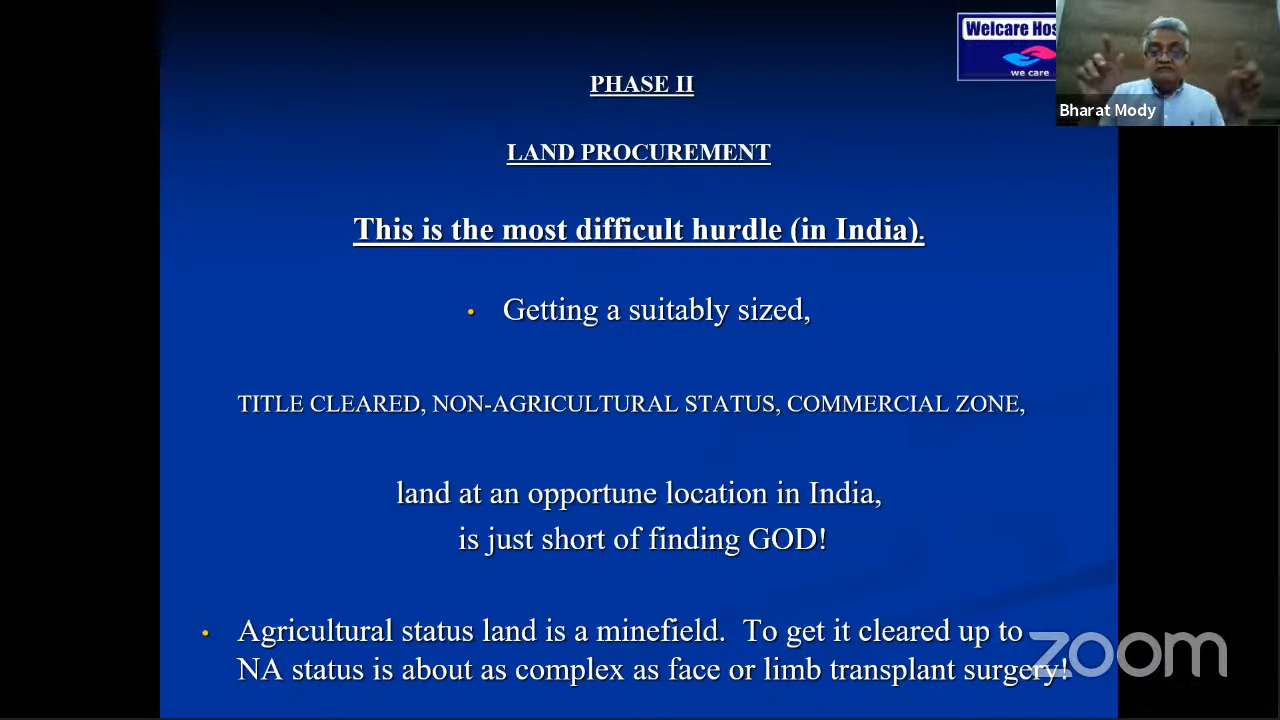 Welcare Hos
we care
Bharat Mody
PHASE II
LAND PROCUREMENT
This is the most difficult hurdle (in India).
• Getting a suitably sized,
TITLE CLEARED, NON-AGRICULTURAL STATUS, COMMERCIAL ZONE,
land at an opportune location in India,
is just short of finding GOD!
• Agricultural status land is a minefield. To get it cleared up to
NA status is about as complex as face or limb transplant surgery!
zoom